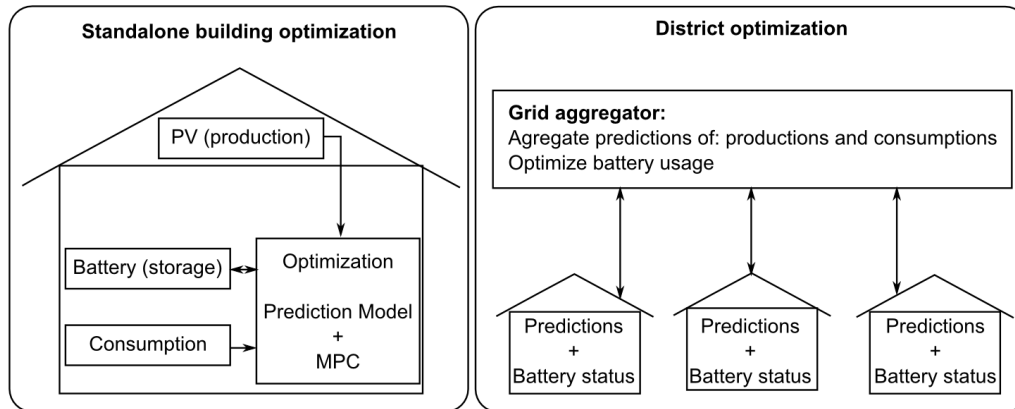 Standalone building optimization
PV (production)
Battery (storage)
Consumption
Optimization
Prediction Model
+
MPC
District optimization
Grid aggregator:
Agregate predictions of: productions and consumptions
Optimize battery usage
Predictions
+
Battery status
Predictions
+
Battery status
Predictions
+
Battery status